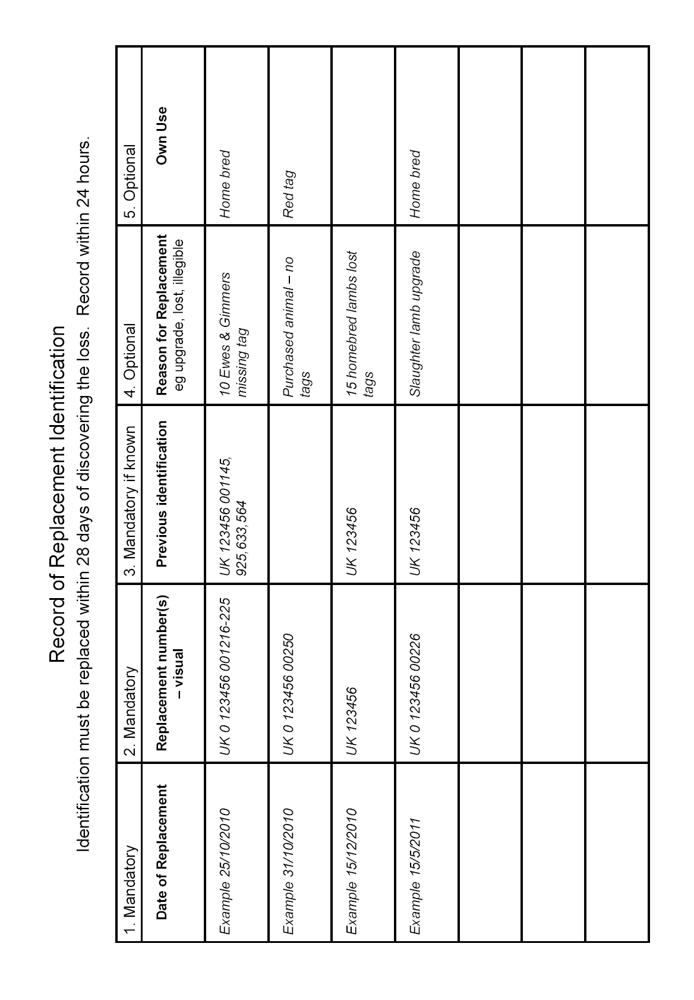 Record of Replacement Identification
Identification must be replaced within 28 days of discovering the loss.  Record within 24 hours.
1. Mandatory
2. Mandatory
3. Mandatory if known
4. Optional
5. Optional
Date of Replacement
Replacement number(s)
– visual
Previous identification
Reason for Replacement
eg upgrade, lost, illegible
Own Use
Example 25/10/2010
UK 0 123456 001216-225
UK 123456 001145,
925,633,564
10 Ewes & Gimmers
missing tag
Home bred
Example 31/10/2010
UK 0 123456 00250
Purchased animal – no
tags
Red tag
Example 15/12/2010
UK 123456
UK 123456
15 homebred lambs lost
tags
Example 15/5/2011
UK 0 123456 00226
UK 123456
Slaughter lamb upgrade
Home bred